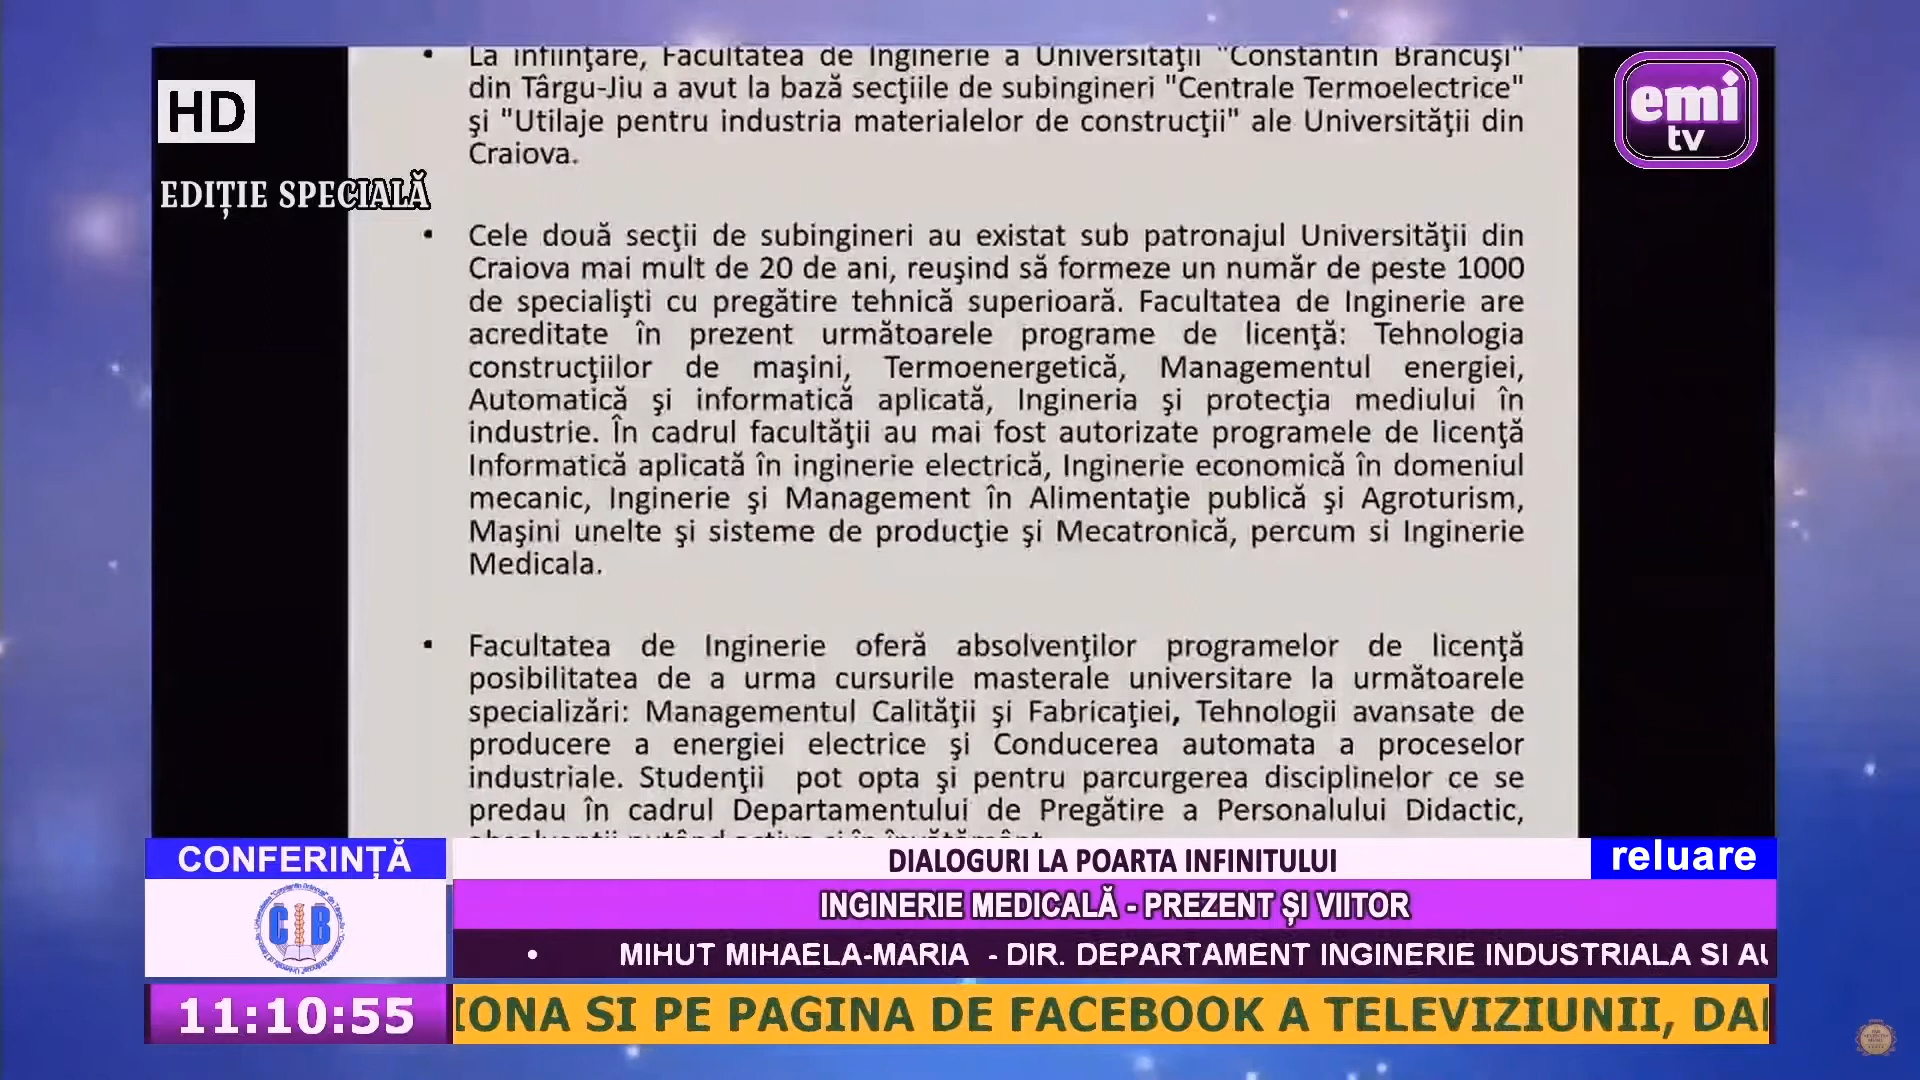 • La înfiinţare, Facultatea de Inginerie a Universităţii "Constantin Brâncuşi"
din Târgu-Jiu a avut la bază secţiile de subingineri "Centrale Termoelectrice"
şi "Utilaje pentru industria materialelor de construcţii" ale Universităţii din
Craiova.
HD
emi
tv
EDIȚIE SPECIALĂ
• Cele două secţii de subingineri au existat sub patronajul Universităţii din
Craiova mai mult de 20 de ani, reuşind să formeze un număr de peste 1000
de specialişti cu pregătire tehnică superioară. Facultatea de Inginerie are
acreditate în prezent următoarele programe de licenţă: Tehnologia
construcţiilor de maşini, Termoenergetică, Managementul energiei,
Automatică şi informatică aplicată, Ingineria şi protecţia mediului în
industrie. În cadrul facultăţii au mai fost autorizate programele de licenţă
Informatică aplicată în inginerie electrică, Inginerie economică în domeniul
mecanic, Inginerie şi Management în Alimentaţie publică şi Agroturism,
Maşini unelte şi sisteme de producţie şi Mecatronică, percum si Inginerie
Medicala.
• Facultatea de Inginerie oferă absolvenţilor programelor de licenţă
posibilitatea de a urma cursurile masterale universitare la următoarele
specializări: Managementul Calităţii şi Fabricaţiei, Tehnologii avansate de
producere a energiei electrice şi Conducerea automata a proceselor
industriale. Studenţii pot opta şi pentru parcurgerea disciplinelor ce se
predau în cadrul Departamentului de Pregătire a Personalului Didactic,
CONFERINȚĂ
DIALOGURI LA POARTA INFINITULUI
reluare
INGINERIE MEDICALĂ - PREZENT ȘI VIITOR
CB
• MIHUT MIHAELA-MARIA - DIR. DEPARTAMENT INGINERIE INDUSTRIALA SI AU
11:10:55
IONA SI PE PAGINA DE FACEBOOK A TELEVIZIUNII, DAI